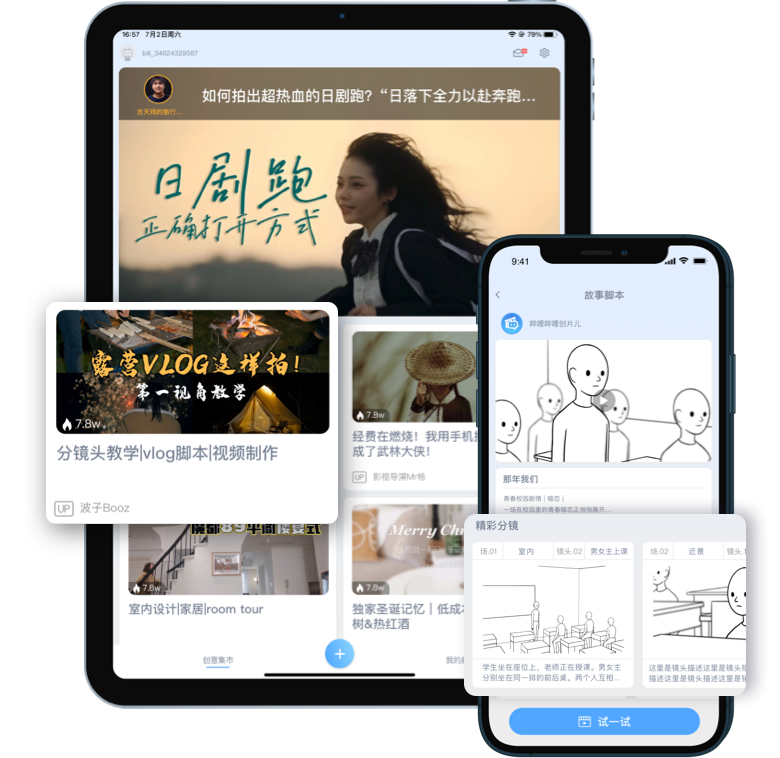 16:57 7月2日周六
79%
bili_34624329587
古天鸡的旅行...
如何拍出超热血的日剧跑？“日落下全力以赴奔跑...
日剧跑
正确打开方式
露营VLOG这样拍！
第一视角教学
7.8w
分镜头教学|vlog脚本|视频制作
UP 波子Booz
7.8w
经费在燃烧！我用手机
成了武林大侠！
UP 影视导演Mr杨
7.8w
室内设计|家居|room tour
Merry Ch
7.8w
独家圣诞记忆｜低成
树&热红酒
创意集市
+
我的
9:41
故事脚本
哔哩哔哩创片儿
那年我们
青春校园剧情｜暗恋｜
一场在校园里的青春暗恋正悄悄展开...
精彩分镜
场.01 室内 镜头.02 男女主上课
学生坐在座位上，老师正在授课。男女主
分别坐在同一排的前后桌。两个人互相...
场.02 近景 镜头.
这里是镜头描述这里是镜头
描述这里是镜头描述这里是
试一试